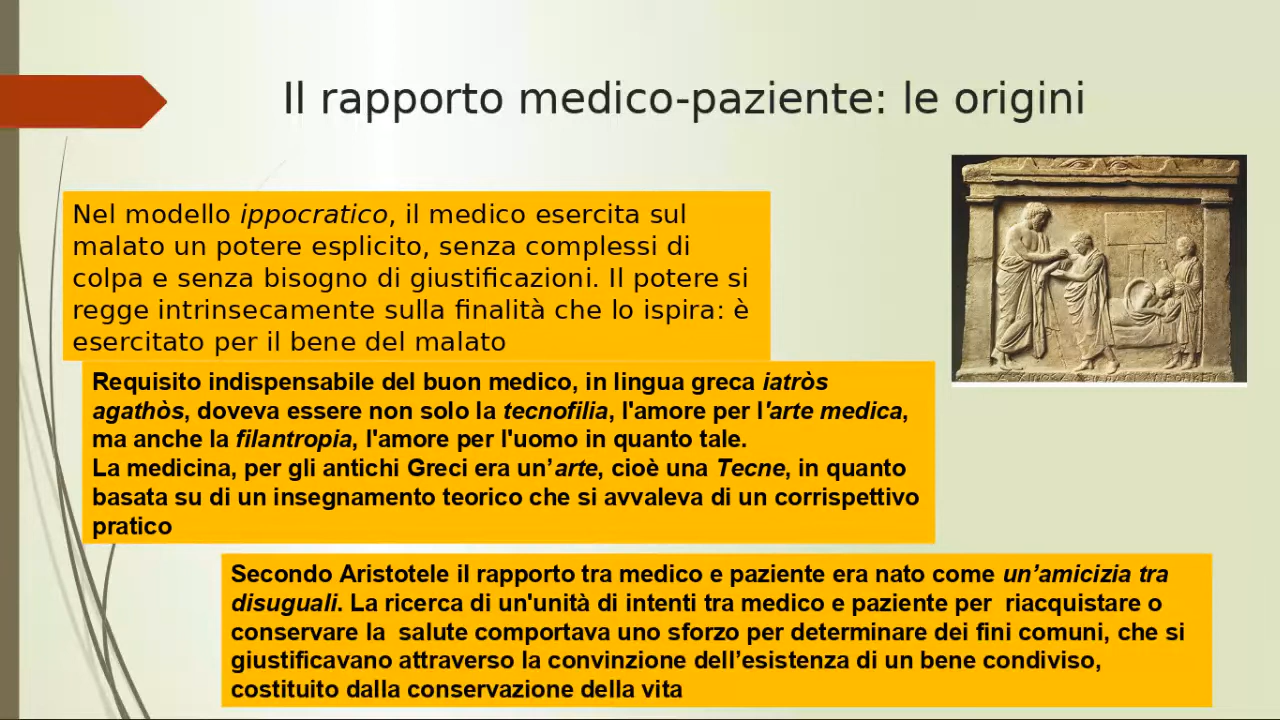 Il rapporto medico-paziente: le origini
Nel modello ippocratico, il medico esercita sul
malato un potere esplicito, senza complessi di
colpa e senza bisogno di giustificazioni. Il potere si
regge intrinsecamente sulla finalità che lo ispira: è
esercitato per il bene del malato
Requisito indispensabile del buon medico, in lingua greca iatròs
agathòs, doveva essere non solo la tecnofilia, l'amore per l'arte medica,
ma anche la filantropia, l'amore per l'uomo in quanto tale.
La medicina, per gli antichi Greci era un’arte, cioè una Tecne, in quanto
basata su di un insegnamento teorico che si avvaleva di un corrispettivo
pratico
Secondo Aristotele il rapporto tra medico e paziente era nato come un’amicizia tra
disuguali. La ricerca di un'unità di intenti tra medico e paziente per  riacquistare o
conservare la  salute comportava uno sforzo per determinare dei fini comuni, che si
giustificavano attraverso la convinzione dell’esistenza di un bene condiviso,
costituito dalla conservazione della vita